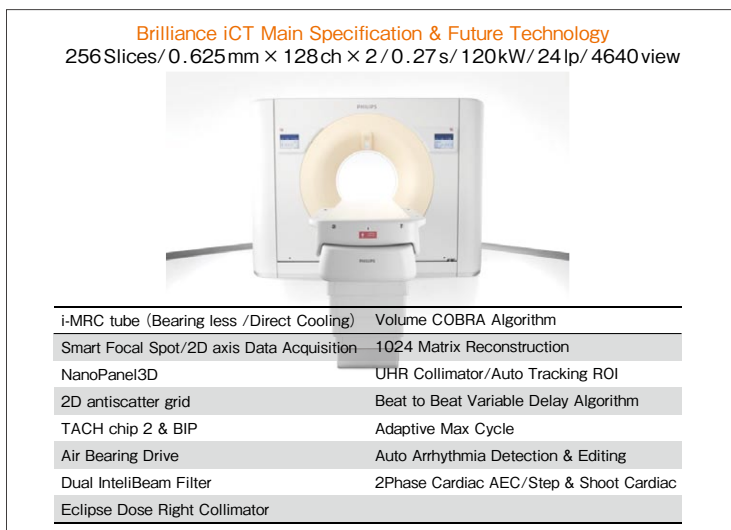 Brilliance iCT Main Specification & Future Technology
256 Slices/0.625mm × 128ch × 2/0.27s/120kW/24lp/4640view
PHILIPS
PHILIPS
i-MRC tube (Bearing less /Direct Cooling) Volume COBRA Algorithm
Smart Focal Spot/2D axis Data Acquisition 1024 Matrix Reconstruction
NanoPanel3D UHR Collimator/Auto Tracking ROI
2D antiscatter grid Beat to Beat Variable Delay Algorithm
TACH chip 2 & BIP Adaptive Max Cycle
Air Bearing Drive Auto Arrhythmia Detection & Editing
Dual InteliBeam Filter 2Phase Cardiac AEC/Step & Shoot Cardiac
Eclipse Dose Right Collimator